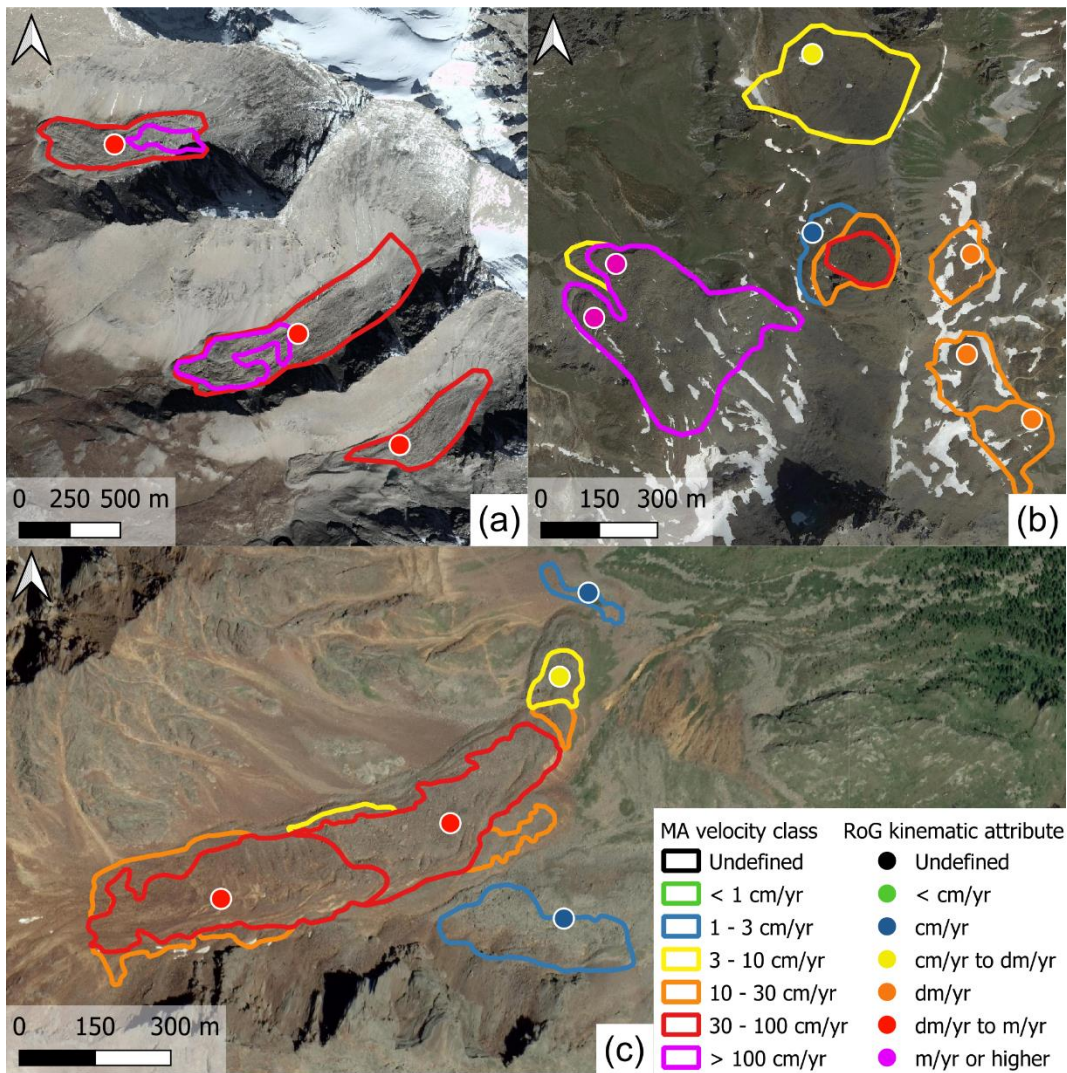 0 250 500 m
(a)
0 150 300 m
(b)
0 150 300 m
(c)
MA velocity class RoG kinematic attribute
Undefined Undefined
< 1 cm/yr < cm/yr
1 - 3 cm/yr cm/yr
3 - 10 cm/yr cm/yr to dm/yr
10 - 30 cm/yr dm/yr
30 - 100 cm/yr dm/yr to m/yr
> 100 cm/yr m/yr or higher